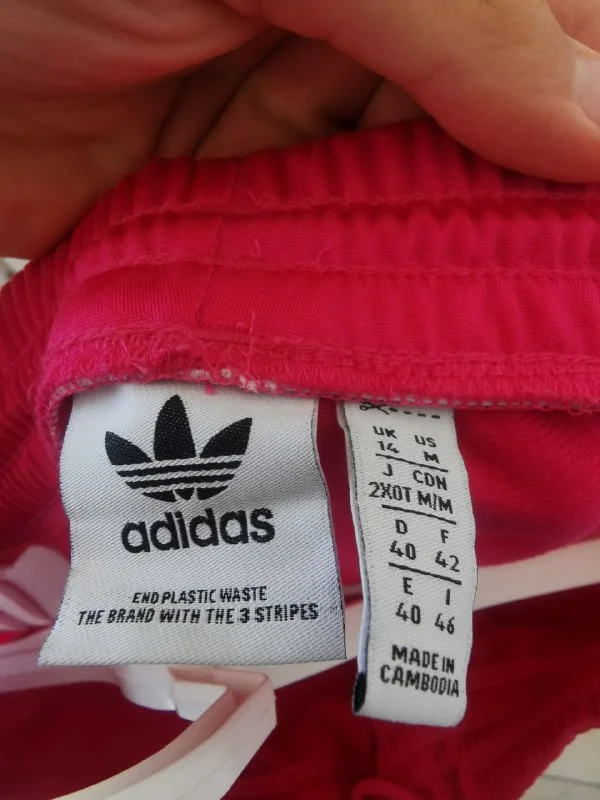 adidas
END PLASTIC WASTE
THE BRAND WITH THE 3 STRIPES
UK US
14 M
J CDN
2XOT M/M
D F
40 42
E I
40 46
MADE IN
CAMBODIA